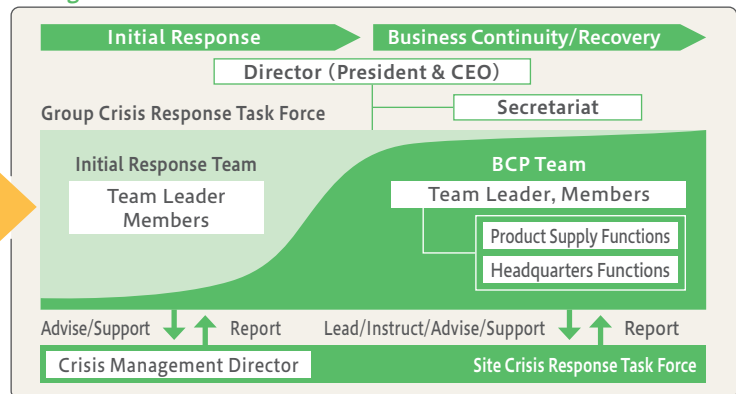 Initial Response
Business Continuity/Recovery
Director (President & CEO)
Secretariat
Group Crisis Response Task Force
Initial Response Team
Team Leader
Members
BCP Team
Team Leader, Members
Product Supply Functions
Headquarters Functions
Advise/Support
Report
Lead/Instruct/Advise/Support
Report
Crisis Management Director
Site Crisis Response Task Force